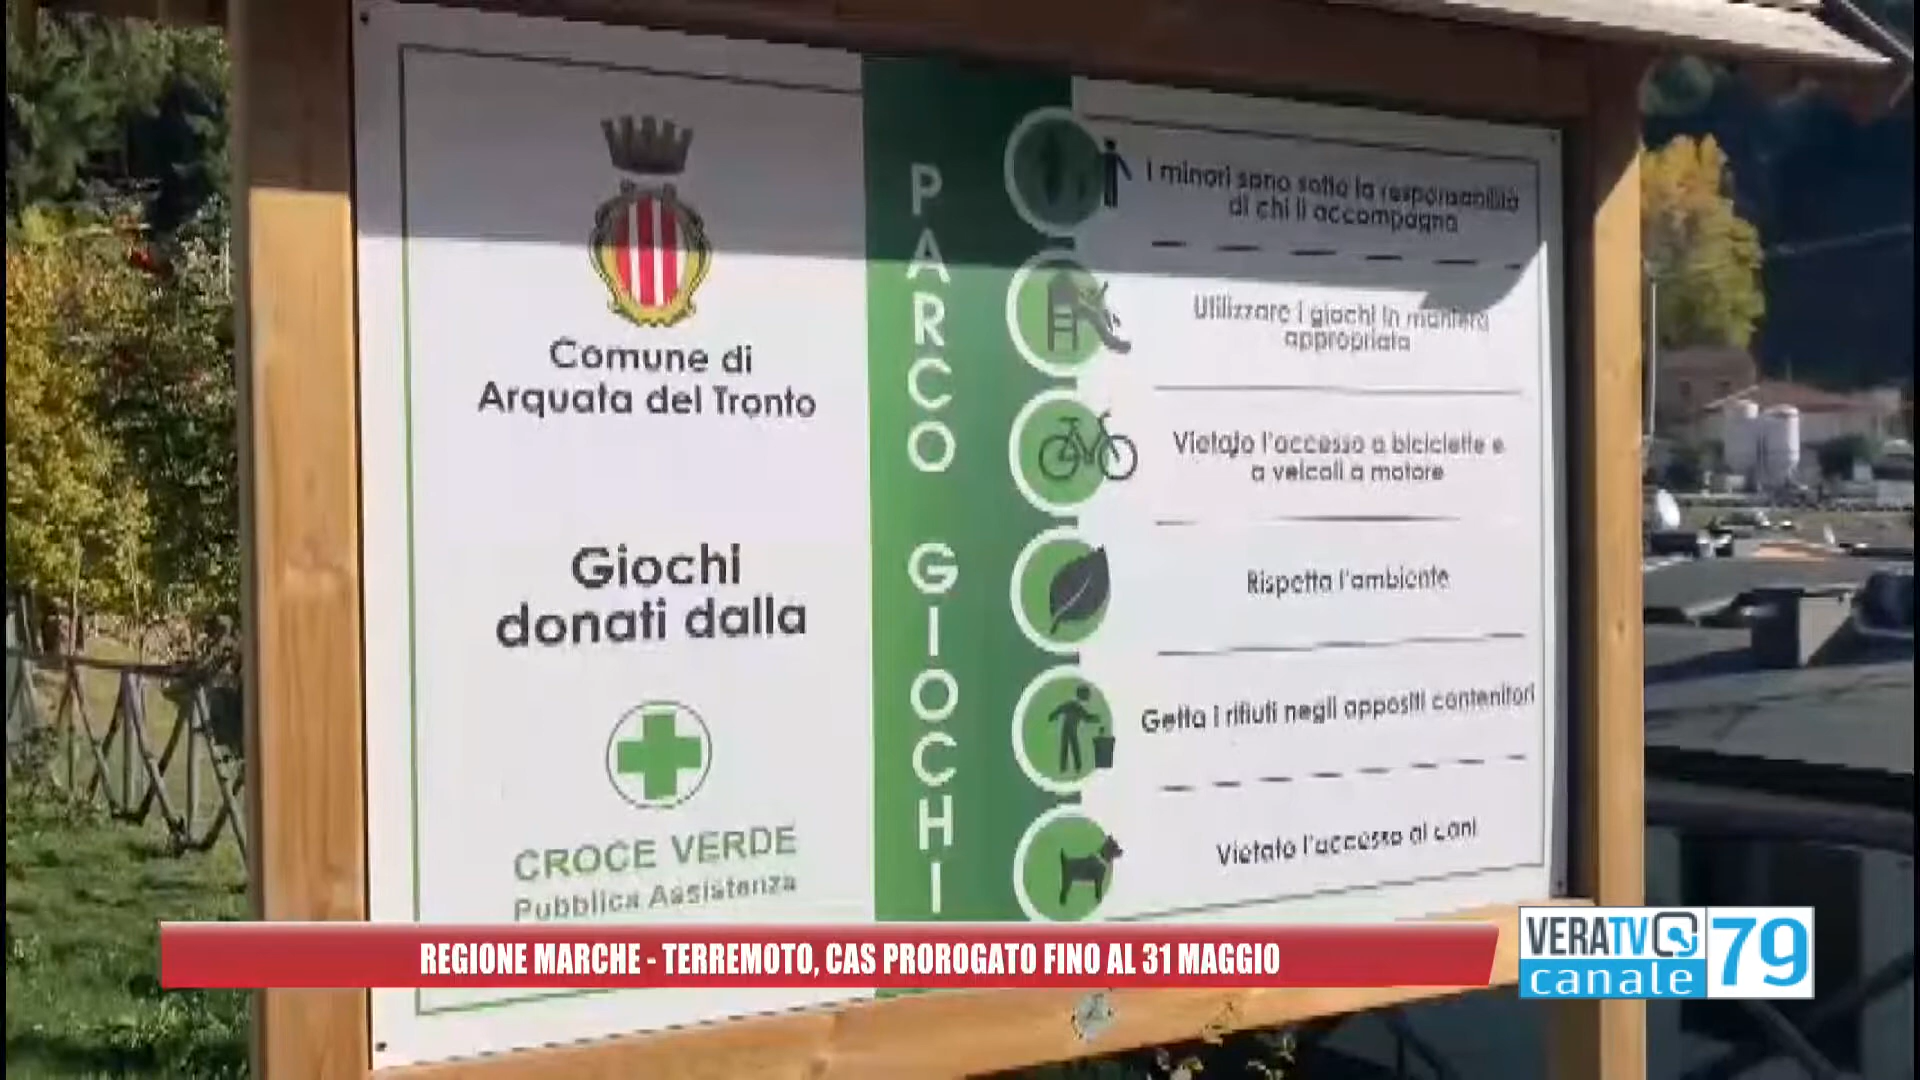 Comune di
Arquata del Tronto
Giochi
donati dalla
CROCE VERDE
Pubblica Assistenza
PARCO GIOCHI
I minori sono sotto la responsabilità
di chi li accompagna
Utilizzare i giochi in maniera
appropriata
Vietato l'accesso a biciclette e
a veicoli a motore
Rispetta l'ambiente
Getta i rifiuti negli appositi contenitori
Vietato l'accesso ai cani
REGIONE MARCHE - TERREMOTO, CAS PROROGATO FINO AL 31 MAGGIO
VERATV
canale
79